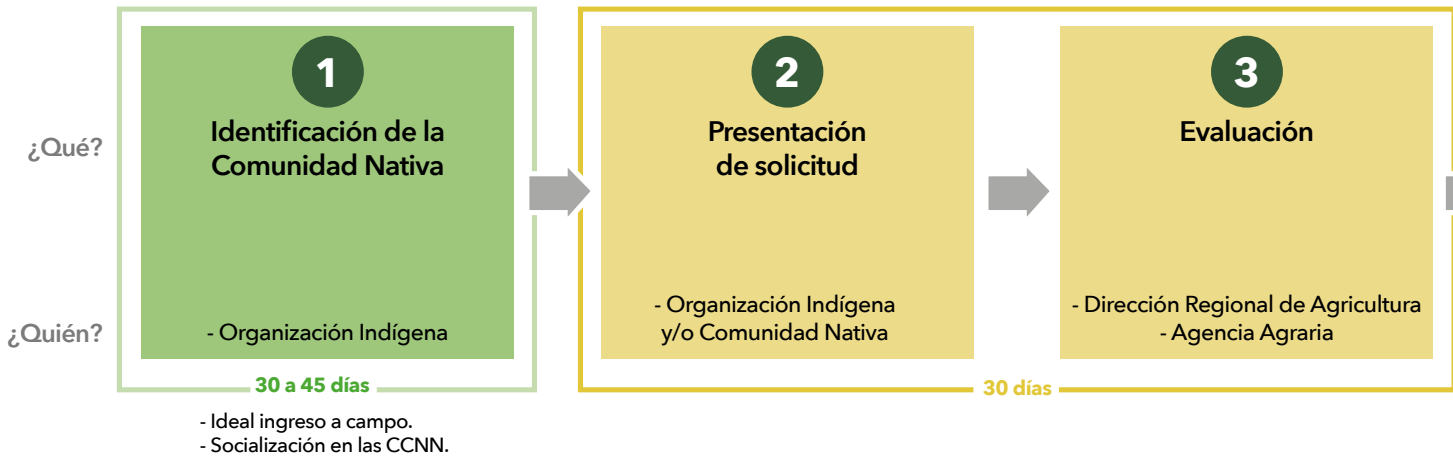 ¿Qué?
1
Identificación de la
Comunidad Nativa
2
Presentación
de solicitud
3
Evaluación
¿Quién?
- Organización Indígena
- Organización Indígena
y/o Comunidad Nativa
- Dirección Regional de Agricultura
- Agencia Agraria
30 a 45 días
30 días
- Ideal ingreso a campo.
- Socialización en las CCNN.